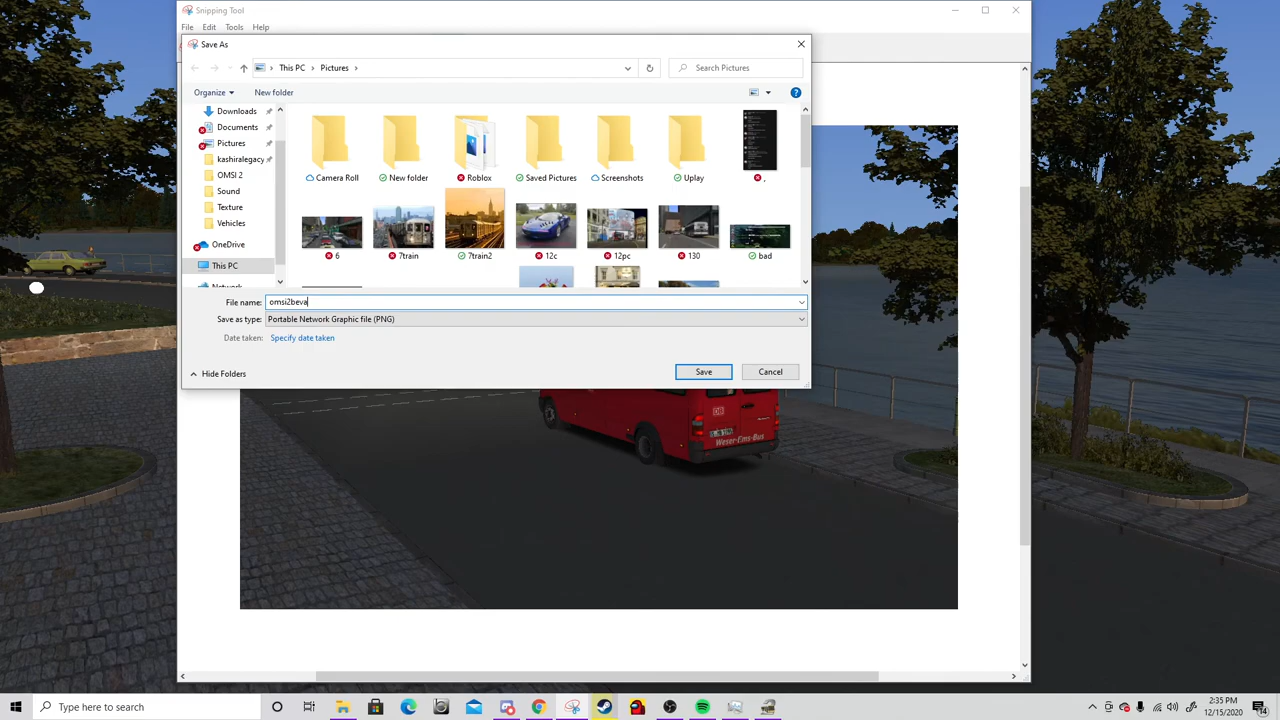 Snipping Tool
File Edit Tools Help
Save As
This PC Pictures
Search Pictures
Organize New folder
Downloads
Documents
Pictures
kashiralegacy
OMSI 2
Sound
Texture
Vehicles
OneDrive
This PC
Network
Camera Roll New folder Roblox Saved Pictures Screenshots Uplay ,
6 7train 7train2 12c 12pc 130 bad
File name: omsi2beva
Save as type: Portable Network Graphic file (PNG)
Date taken: Specify date taken
Hide Folders
Save Cancel
DB
Weser-Ems-Bus
Type here to search
2:35 PM
12/15/2020
14